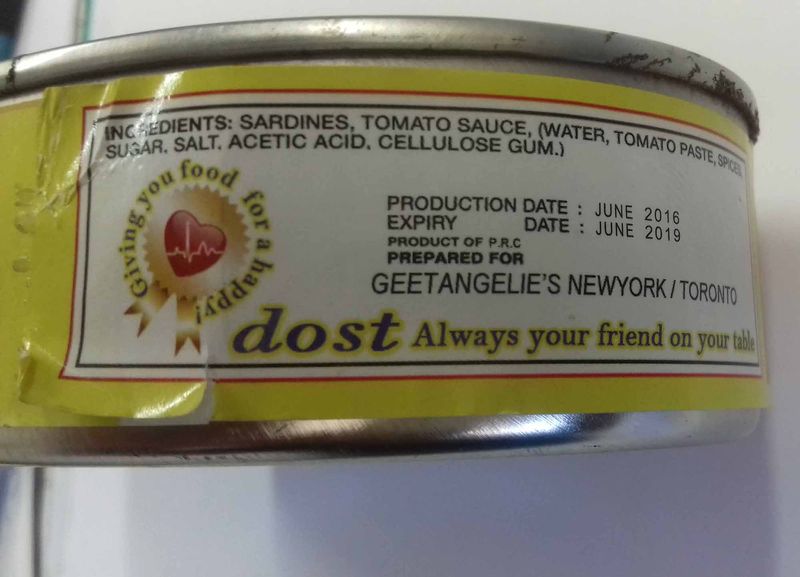 INGREDIENTS: SARDINES, TOMATO SAUCE, (WATER, TOMATO PASTE, SPICES,
SUGAR, SALT, ACETIC ACID, CELLULOSE GUM.)
Giving you food for a happy!
PRODUCTION DATE : JUNE 2016
EXPIRY DATE : JUNE 2019
PRODUCT OF P.R.C
PREPARED FOR
GEETANGELIE'S NEWYORK / TORONTO
dost Always your friend on your table